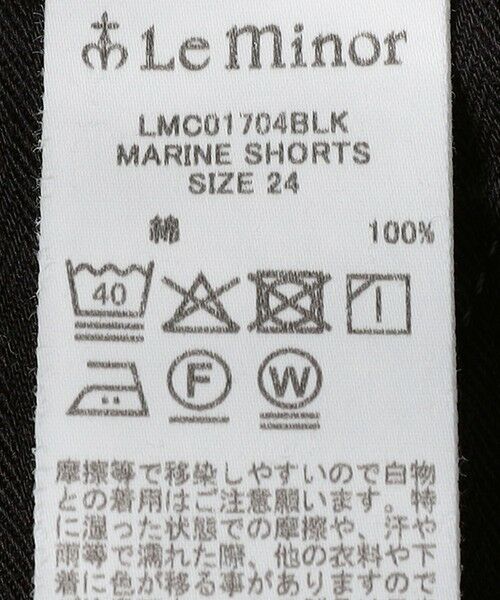 Le minor
LMC01704BLK
MARINE SHORTS
SIZE 24
綿 100%
40
F W
摩擦等で移染しやすいので白物
との着用はご注意願います。特
に湿った状態での摩擦や、汗や
雨等で濡れた際、他の衣料や下
着に色が移る事がありますので